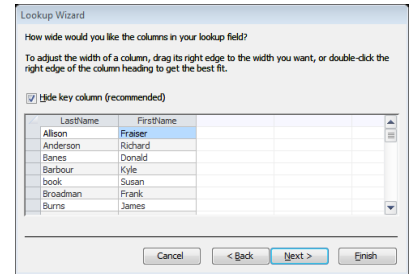 Lookup Wizard
How wide would you like the columns in your lookup field?
To adjust the width of a column, drag its right edge to the width you want, or double-click the
right edge of the column heading to get the best fit.
Hide key column (recommended)
LastName FirstName
Allison Fraiser
Anderson Richard
Banes Donald
Barbour Kyle
book Susan
Broadman Frank
Burns James
Cancel < Back Next > Finish